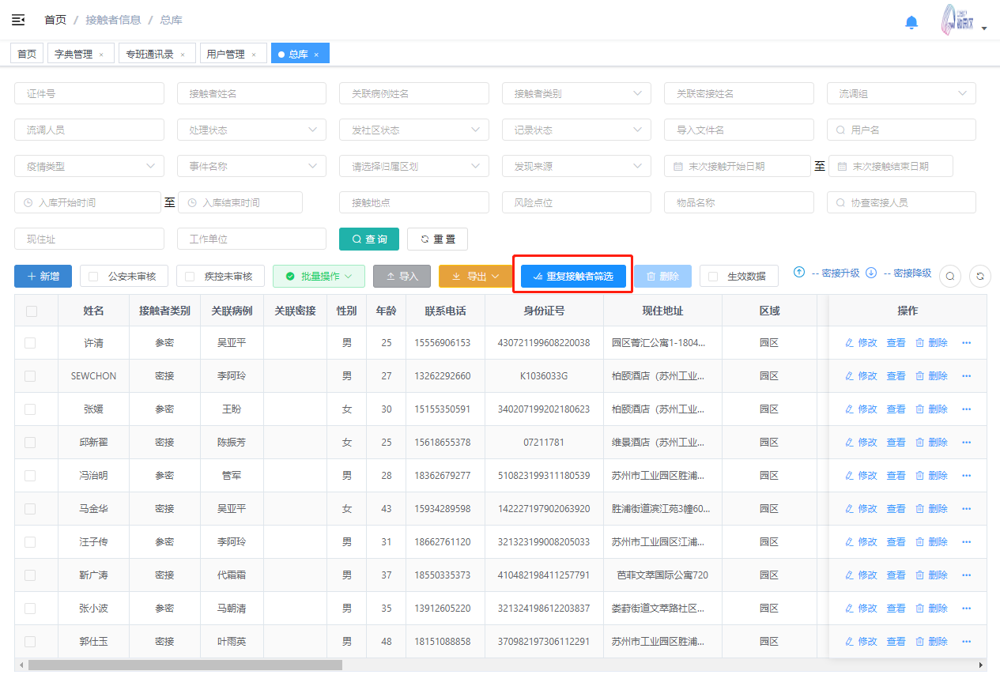 首页 / 接触者信息 / 总库
首页 字典管理 × 专班通讯录 × 用户管理 × 总库 ×
证件号 接触者姓名 关联病例姓名 接触者类别 关联密接姓名 流调组
流调人员 处理状态 发社区状态 记录状态 导入文件名 用户名
疫情类型 事件名称 请选择归属区划 发现来源 末次接触开始日期 至 末次接触结束日期
入库开始时间 至 入库结束时间 接触地点 风险点位 物品名称 协查密接人员
现住址 工作单位 查询 重置
新增 公安未审核 疾控未审核 批量操作 导入 导出 重复接触者筛选 删除 生效数据 -- 密接升级 -- 密接降级
姓名 接触者类别 关联病例 关联密接 性别 年龄 联系电话 身份证号 现住地址 区域 操作
许清 参密 吴亚平 男 25 15556906153 430721199608220038 园区菁汇公寓1-1804... 园区 修改 查看 删除 ···
SEWCHON 密接 李阿玲 男 27 13262292660 K1036033G 柏颐酒店（苏州工业... 园区 修改 查看 删除 ···
张媛 参密 王盼 女 30 15155350591 340207199202180623 柏颐酒店（苏州工业... 园区 修改 查看 删除 ···
邱新翟 密接 陈振芳 女 25 15618655378 07211781 维景酒店（苏州工业... 园区 修改 查看 删除 ···
冯治明 参密 管军 男 28 18362679277 510823199311180539 苏州市工业园区胜浦... 园区 修改 查看 删除 ···
马金华 密接 吴亚平 女 43 15934289598 142227197902063920 胜浦街道滨江苑3幢60... 园区 修改 查看 删除 ···
汪子传 参密 李阿玲 男 31 18662761120 321323199008205033 苏州市工业园区江浦... 园区 修改 查看 删除 ···
靳广涛 密接 代霜霜 男 37 18550335373 410482198411257791 芭菲文萃国际公寓720 园区 修改 查看 删除 ···
张小波 参密 马朝清 男 35 13912605220 321324198612203837 娄葑街道文萃路社区... 园区 修改 查看 删除 ···
郭仕玉 密接 叶雨英 男 48 18151088858 370982197306112291 苏州市工业园区胜浦... 园区 修改 查看 删除 ···